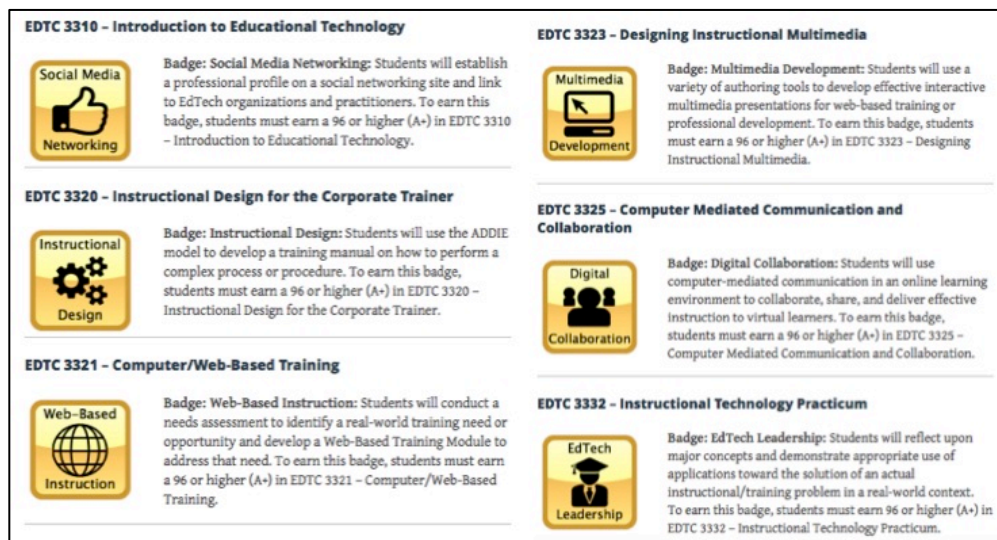 EDTC 3310 – Introduction to Educational Technology
Social Media
Networking
Badge: Social Media Networking: Students will establish
a professional profile on a social networking site and link
to EdTech organizations and practitioners. To earn this
badge, students must earn a 96 or higher (A+) in EDTC 3310
– Introduction to Educational Technology.
EDTC 3320 – Instructional Design for the Corporate Trainer
Instructional
Design
Badge: Instructional Design: Students will use the ADDIE
model to develop a training manual on how to perform a
complex process or procedure. To earn this badge,
students must earn a 96 or higher (A+) in EDTC 3320 –
Instructional Design for the Corporate Trainer.
EDTC 3321 – Computer/Web-Based Training
Web-Based
Instruction
Badge: Web-Based Instruction: Students will conduct a
needs assessment to identify a real-world training need or
opportunity and develop a Web-Based Training Module to
address that need. To earn this badge, students must earn
a 96 or higher (A+) in EDTC 3321 – Computer/Web-Based
Training.
EDTC 3323 – Designing Instructional Multimedia
Multimedia
Development
Badge: Multimedia Development: Students will use a
variety of authoring tools to develop effective interactive
multimedia presentations for web-based training or
professional development. To earn this badge, students
must earn a 96 or higher (A+) in EDTC 3323 – Designing
Instructional Multimedia.
EDTC 3325 – Computer Mediated Communication and
Collaboration
Digital
Collaboration
Badge: Digital Collaboration: Students will use
computer-mediated communication in an online learning
environment to collaborate, share, and deliver effective
instruction to virtual learners. To earn this badge,
students must earn a 96 or higher (A+) in EDTC 3325 –
Computer Mediated Communication and Collaboration.
EDTC 3332 – Instructional Technology Practicum
EdTech
Leadership
Badge: EdTech Leadership: Students will reflect upon
major concepts and demonstrate appropriate use of
applications toward the solution of an actual
instructional/training problem in a real-world context.
To earn this badge, students must earn 96 or higher (A+) in
EDTC 3332 – Instructional Technology Practicum.